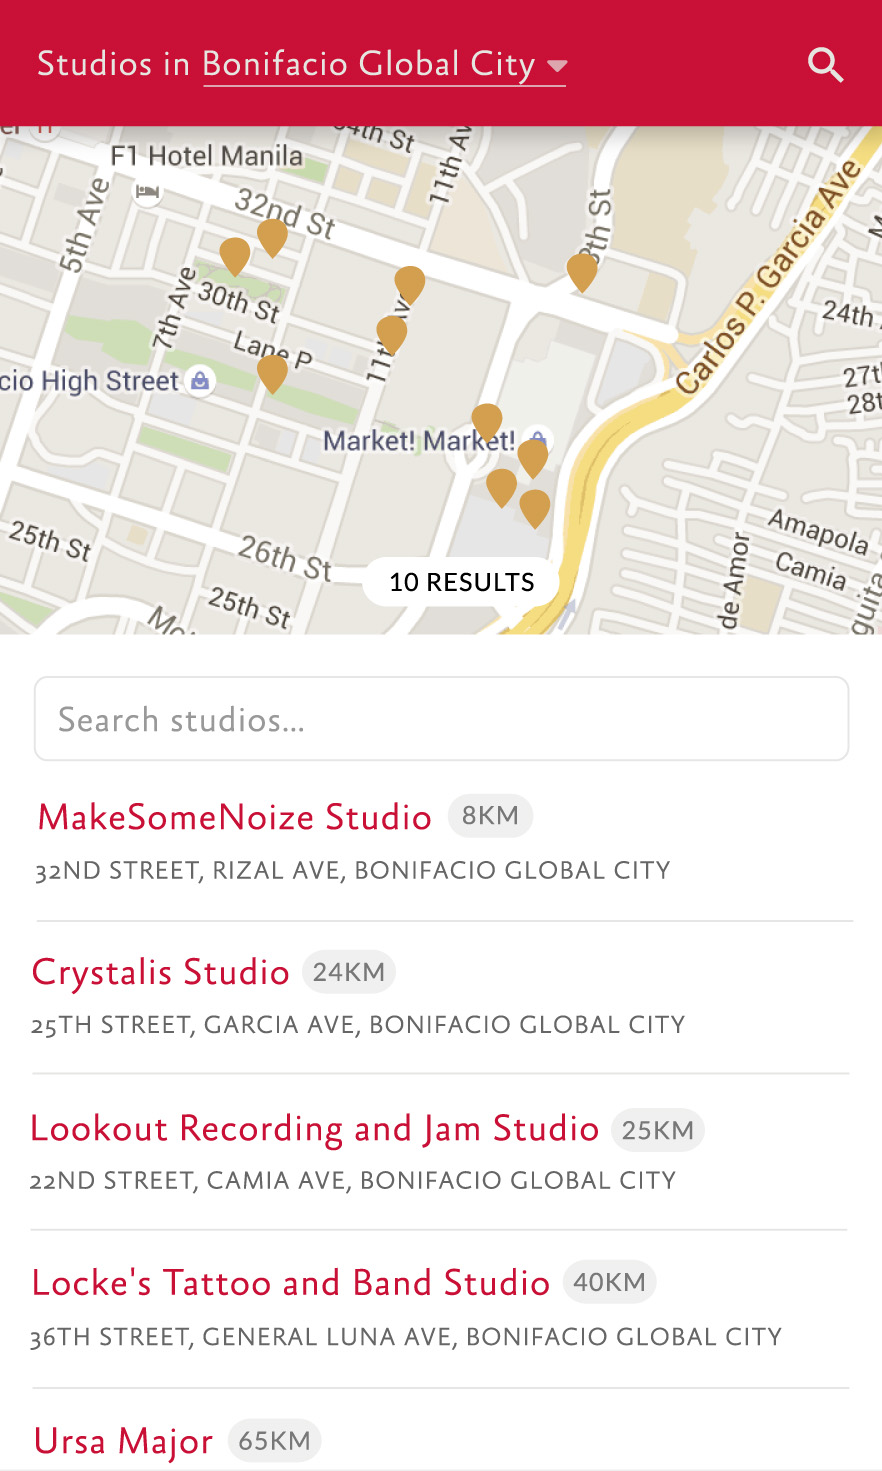 Studios in Bonifacio Global City
34th St
F1 Hotel Manila
11th Av
32nd St
5th Ave
Carlos P. Garcia Ave
7th Ave
30th St
24th
Lane P
cio High Street
27t
28t
Market! Market!
25th St
26th St
Amapola
Camia
de Amor
25th St
10 RESULTS
Search studios...
MakeSomeNoize Studio 8KM
32ND STREET, RIZAL AVE, BONIFACIO GLOBAL CITY
Crystalis Studio 24KM
25TH STREET, GARCIA AVE, BONIFACIO GLOBAL CITY
Lookout Recording and Jam Studio 25KM
22ND STREET, CAMIA AVE, BONIFACIO GLOBAL CITY
Locke's Tattoo and Band Studio 40KM
36TH STREET, GENERAL LUNA AVE, BONIFACIO GLOBAL CITY
Ursa Major 65KM